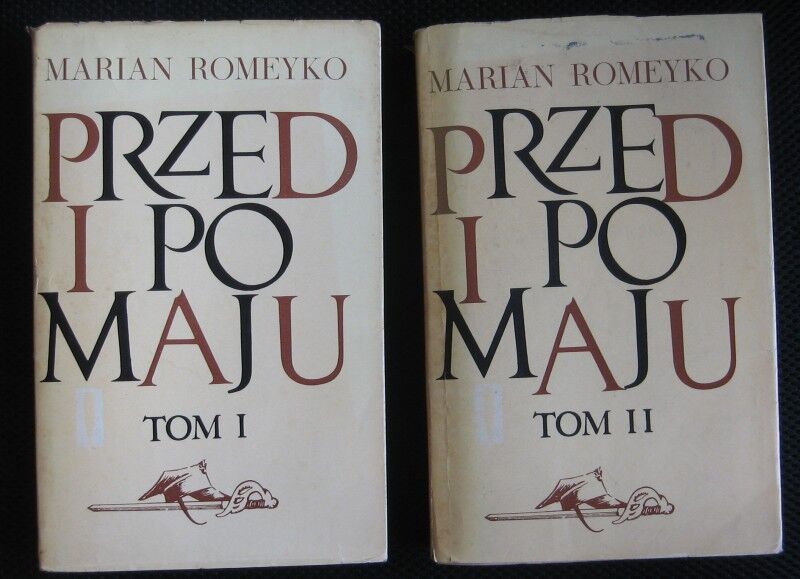 MARIAN ROMEYKO
PRZED
I PO
MAJU
TOM I
MARIAN ROMEYKO
PRZED
I PO
MAJU
TOM II